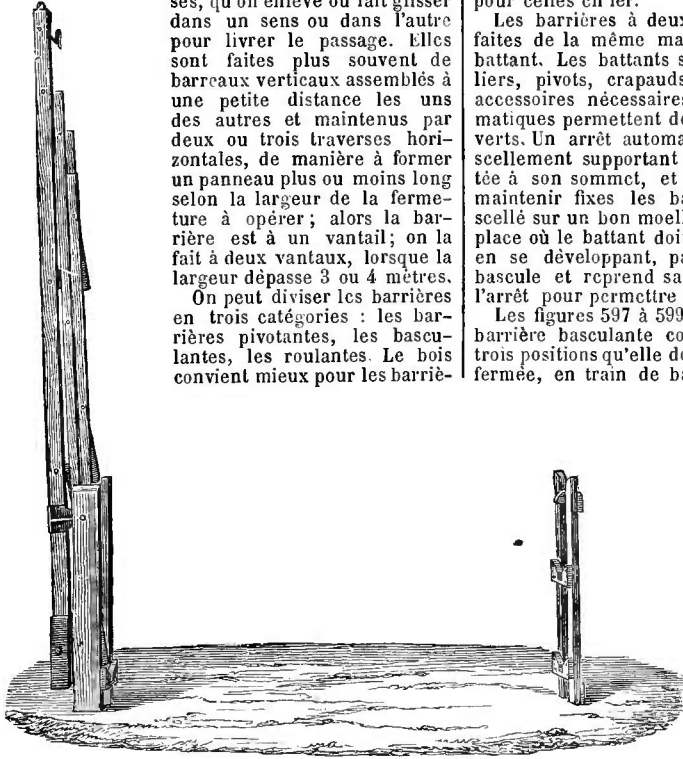 ses, qu'on enlève ou fait glisser
dans un sens ou dans l'autre
pour livrer le passage. Elles
sont faites plus souvent de
barreaux verticaux assemblés à
une petite distance les uns
des autres et maintenus par
deux ou trois traverses hori-
zontales, de manière à former
un panneau plus ou moins long
selon la largeur de la ferme-
ture à opérer; alors la bar-
rière est à un vantail; on la
fait à deux vantaux, lorsque la
largeur dépasse 3 ou 4 mètres.
On peut diviser les barrières
en trois catégories : les bar-
rières pivotantes, les bascu-
lantes, les roulantes. Le bois
convient mieux pour les barriè-
pour celles en fer.
Les barrières à deux
faites de la même ma
battant. Les battants s
liers, pivots, crapauds
accessoires nécessaires
matiques permettent de
verts. Un arrêt automa
scellement supportant
tée à son sommet, et
maintenir fixes les ba
scellé sur un bon moell
place où le battant doi
en se développant, pa
bascule et reprend sa
l'arrêt pour permettre
Les figures 597 à 599
barrière basculante co
trois positions qu'elle de
fermée, en train de ba